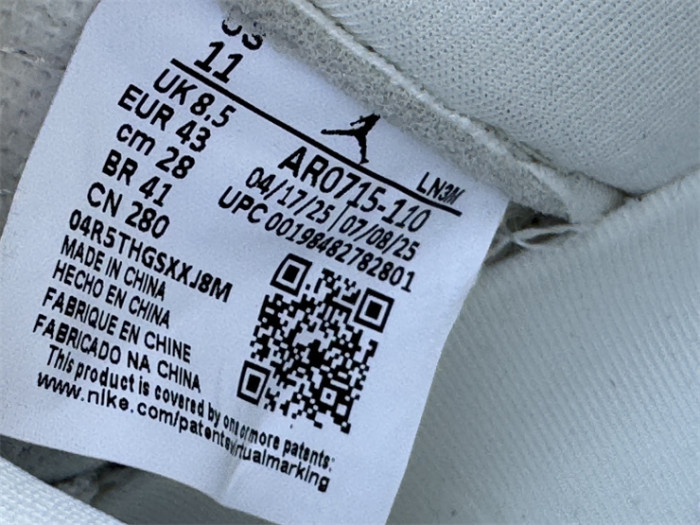 US
11
UK 8.5
EUR 43
cm 28
BR 41
CN 280
LN3M
AR0715-110
04/17/25 | 07/08/25
UPC 00198482782801
04R5THGSXXJ8M
MADE IN CHINA
HECHO EN CHINA
FABRIQUE EN CHINE
FABRICADO NA CHINA
This product is covered by one or more patents:
www.nike.com/patentsvirtualmarking